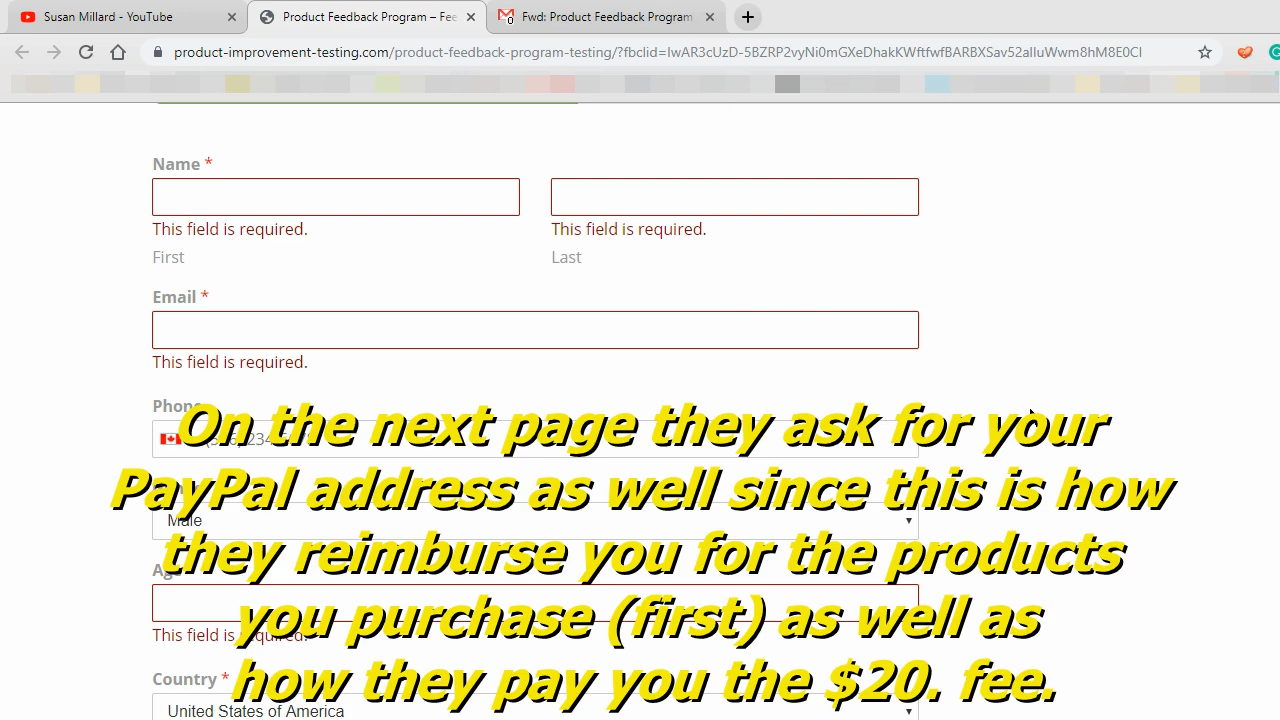 Susan Millard - YouTube
Product Feedback Program – Fee
Fwd: Product Feedback Program
product-improvement-testing.com/product-feedback-program-testing/?fbclid=IwAR3cUzD-5BZRP2vyNi0mGXeDhakKWftfwfBARBXSav52alluWwm8hM8E0Cl
Name *
This field is required.
This field is required.
First
Last
Email *
This field is required.
Phone
On the next page they ask for your
PayPal address as well since this is how
Male
they reimburse you for the products
you purchase (first) as well as
This field is required.
Country *
how they pay you the $20. fee.
United States of America